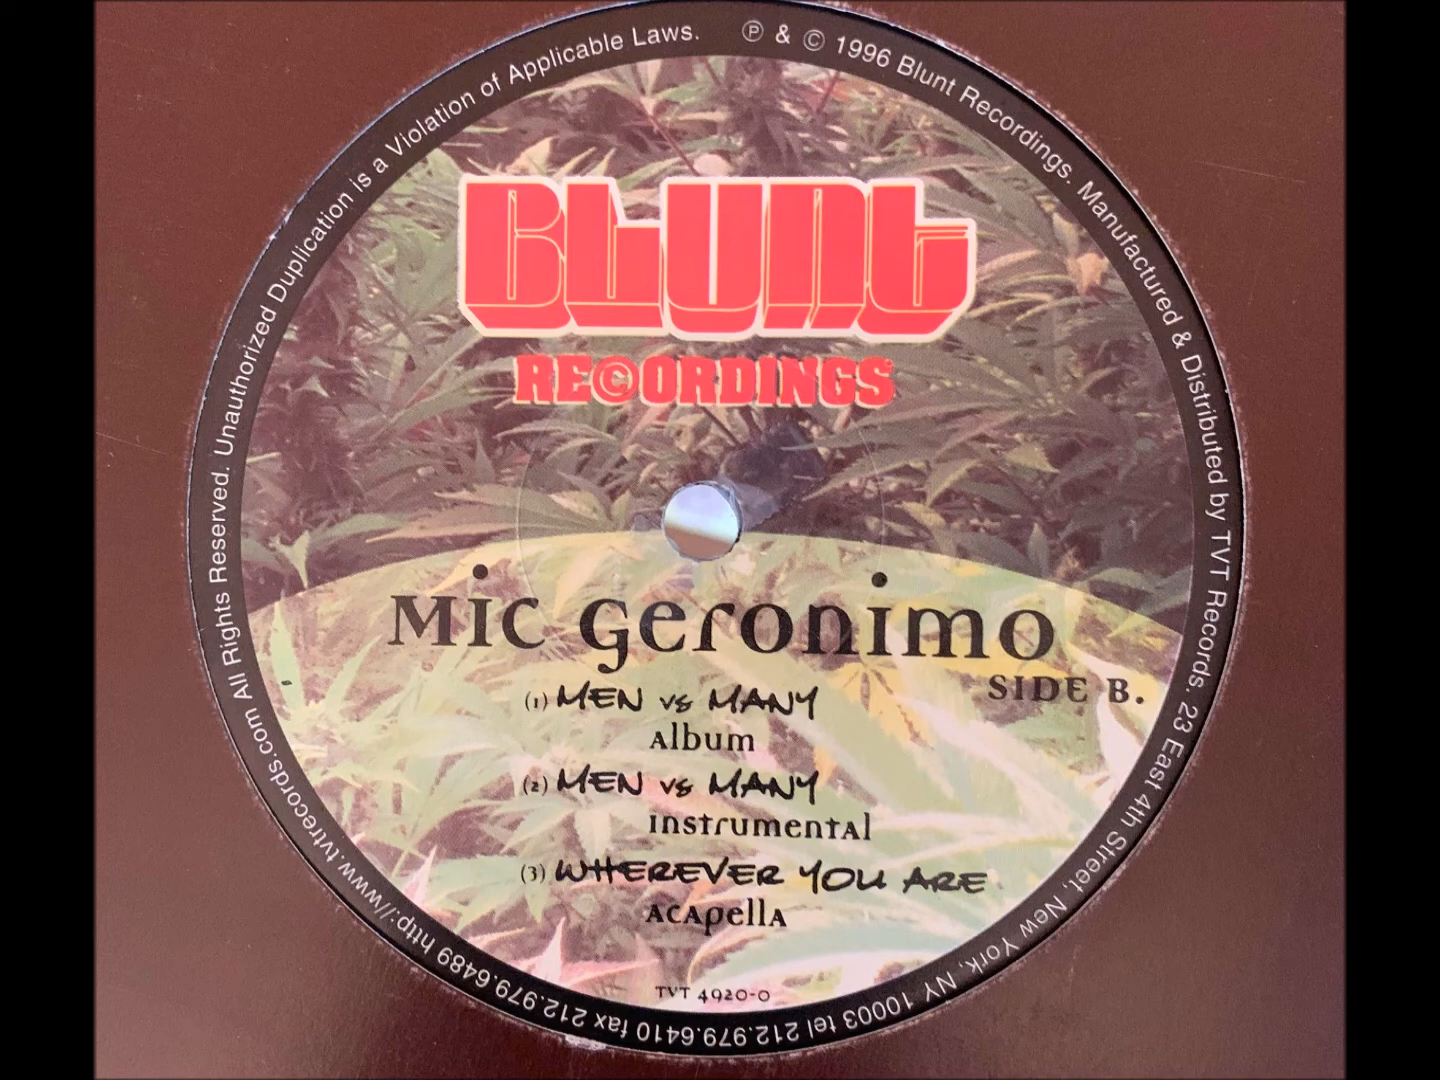 BLUNT
RE©ORDINGS
Mic Geronimo
SIDE B.
(1) MEN vs MANY
Album
(2) MEN vs MANY
Instrumental
(3) WHEREVER YOU ARE
Acapella
TVT 4920-0
℗ & © 1996 Blunt Recordings. Manufactured & Distributed by TVT Records. 23 East 4th Street, New York, NY 10003 tel 212.979.6410 fax 212.979.6489 http://www.tvtrecords.com All Rights Reserved. Unauthorized Duplication is a Violation of Applicable Laws.